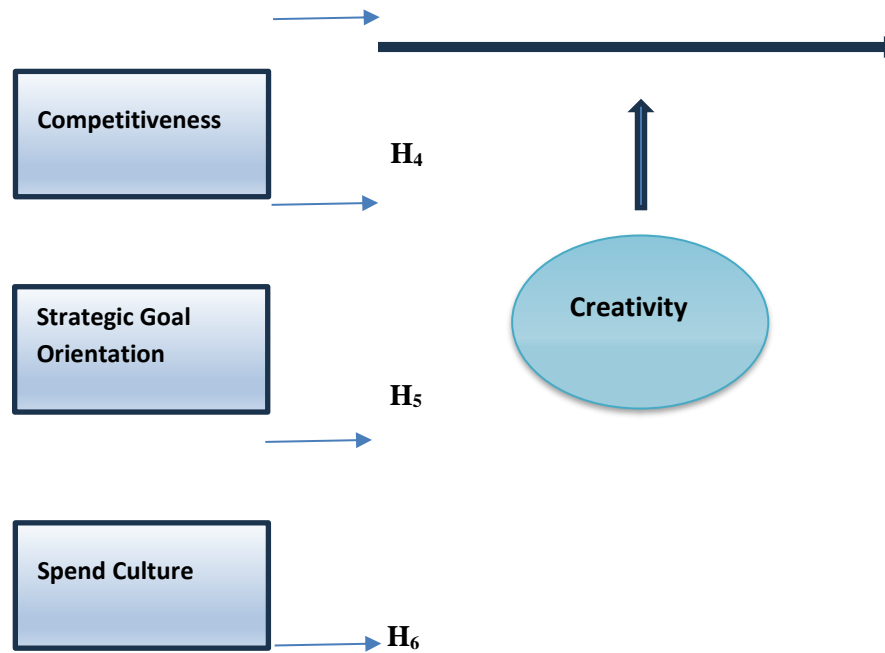 Competitiveness
H₄
Strategic Goal
Orientation
Creativity
H₅
Spend Culture
H₆